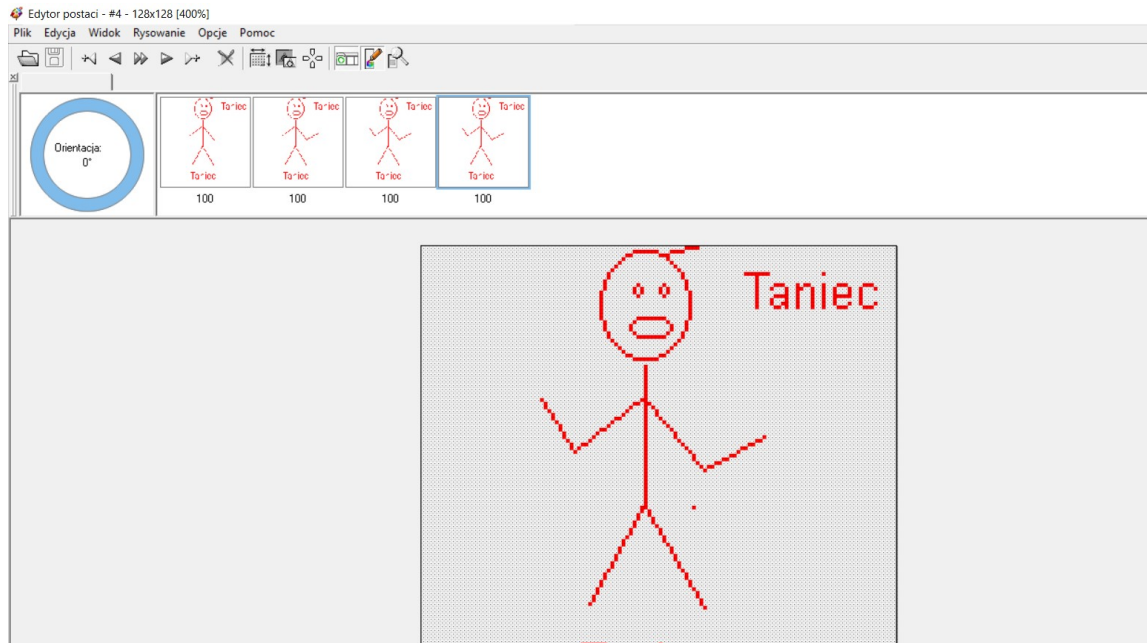 Edytor postaci - #4 - 128x128 [400%]
Plik Edycja Widok Rysowanie Opcje Pomoc
Orientacja:
0°
Taniec Taniec Taniec Taniec
Taniec Taniec Taniec Taniec
100 100 100 100
Taniec